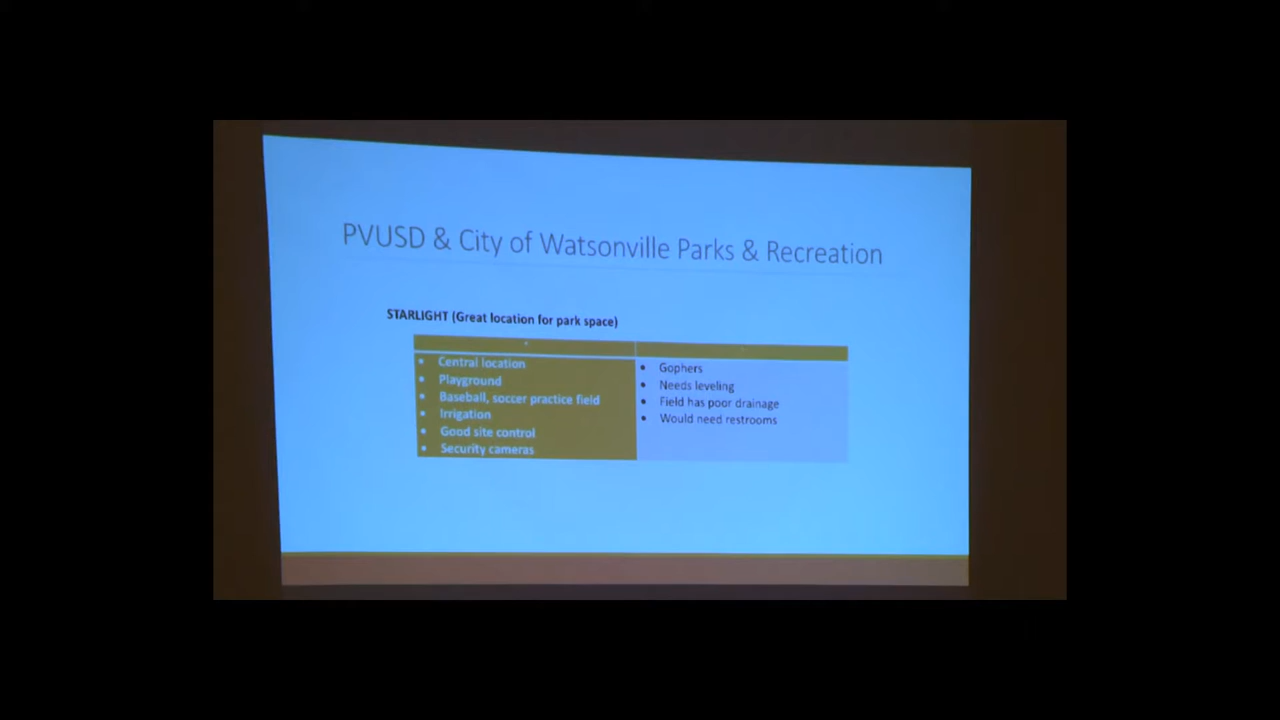 PVUSD & City of Watsonville Parks & Recreation
STARLIGHT (Great location for park space)
• Central location
• Playground
• Baseball, soccer practice field
• Irrigation
• Good site control
• Security cameras
• Gophers
• Needs leveling
• Field has poor drainage
• Would need restrooms